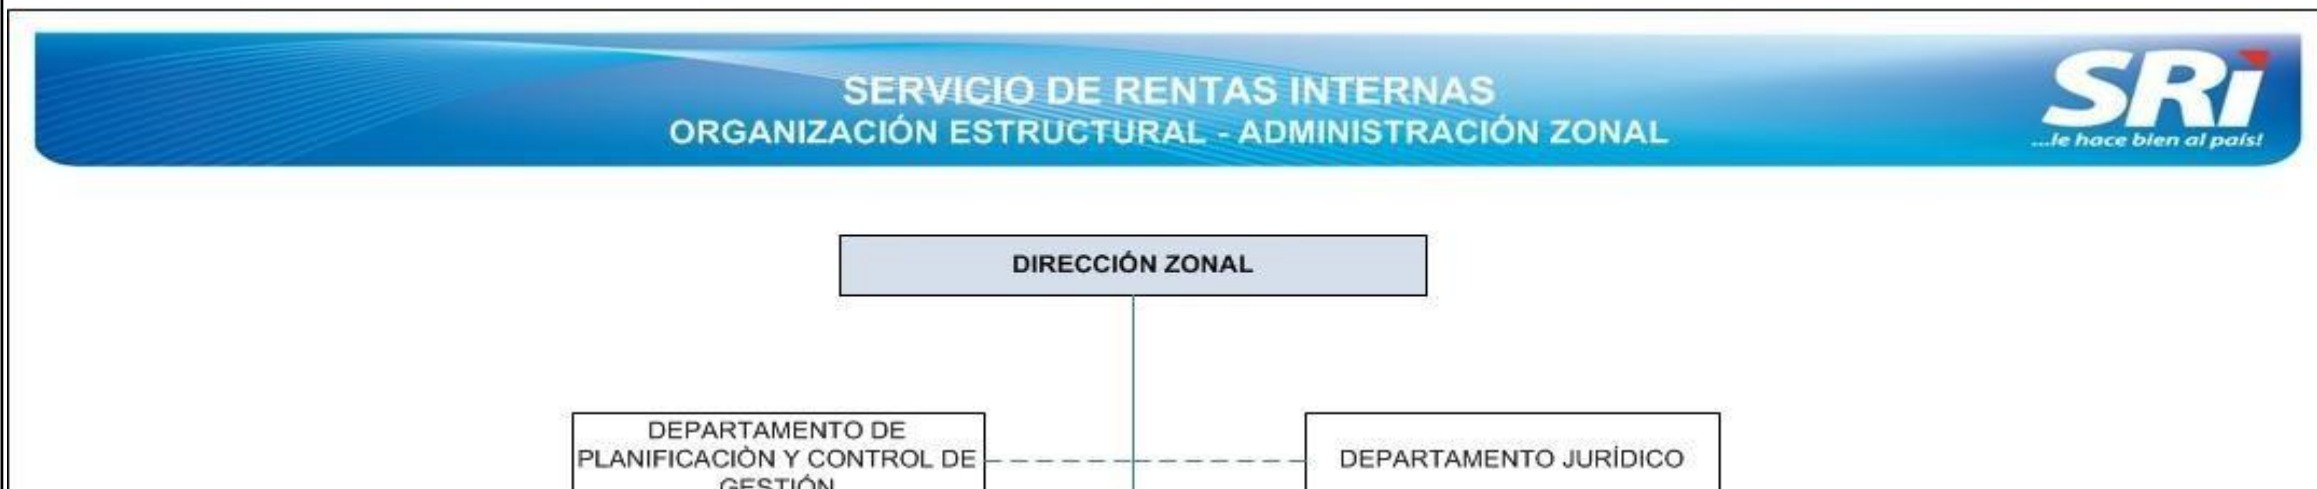 SERVICIO DE RENTAS INTERNAS
ORGANIZACIÓN ESTRUCTURAL - ADMINISTRACIÓN ZONAL
SRi
...le hace bien al país!
DIRECCIÓN ZONAL
DEPARTAMENTO DE
PLANIFICACIÒN Y CONTROL DE
GESTIÓN
DEPARTAMENTO JURÍDICO